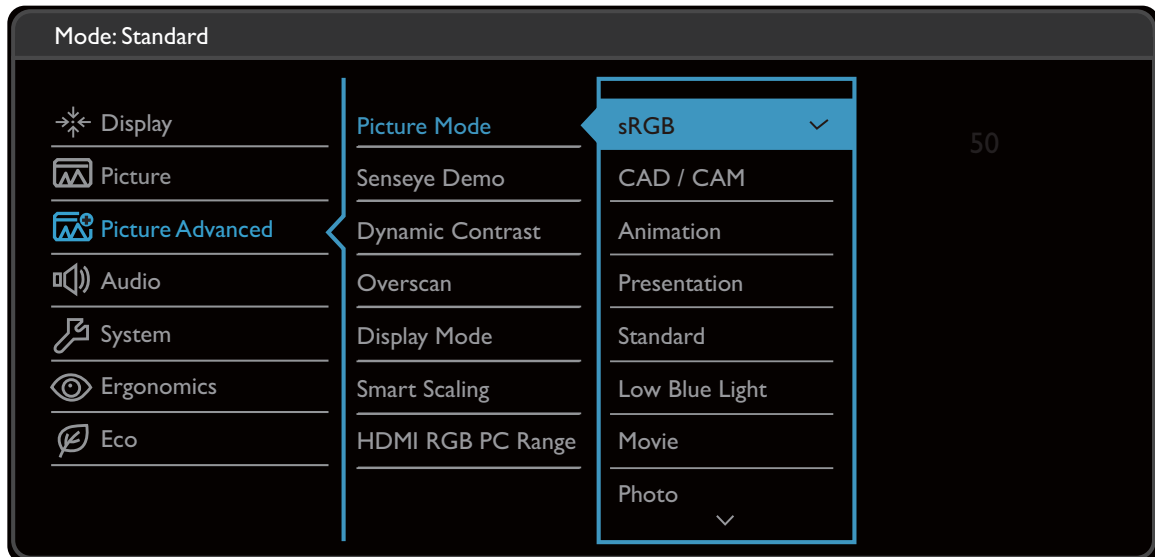 Mode: Standard
Display
Picture
Picture Advanced
Audio
System
Ergonomics
Eco
Picture Mode
Senseye Demo
Dynamic Contrast
Overscan
Display Mode
Smart Scaling
HDMI RGB PC Range
sRGB
CAD / CAM
Animation
Presentation
Standard
Low Blue Light
Movie
Photo
50